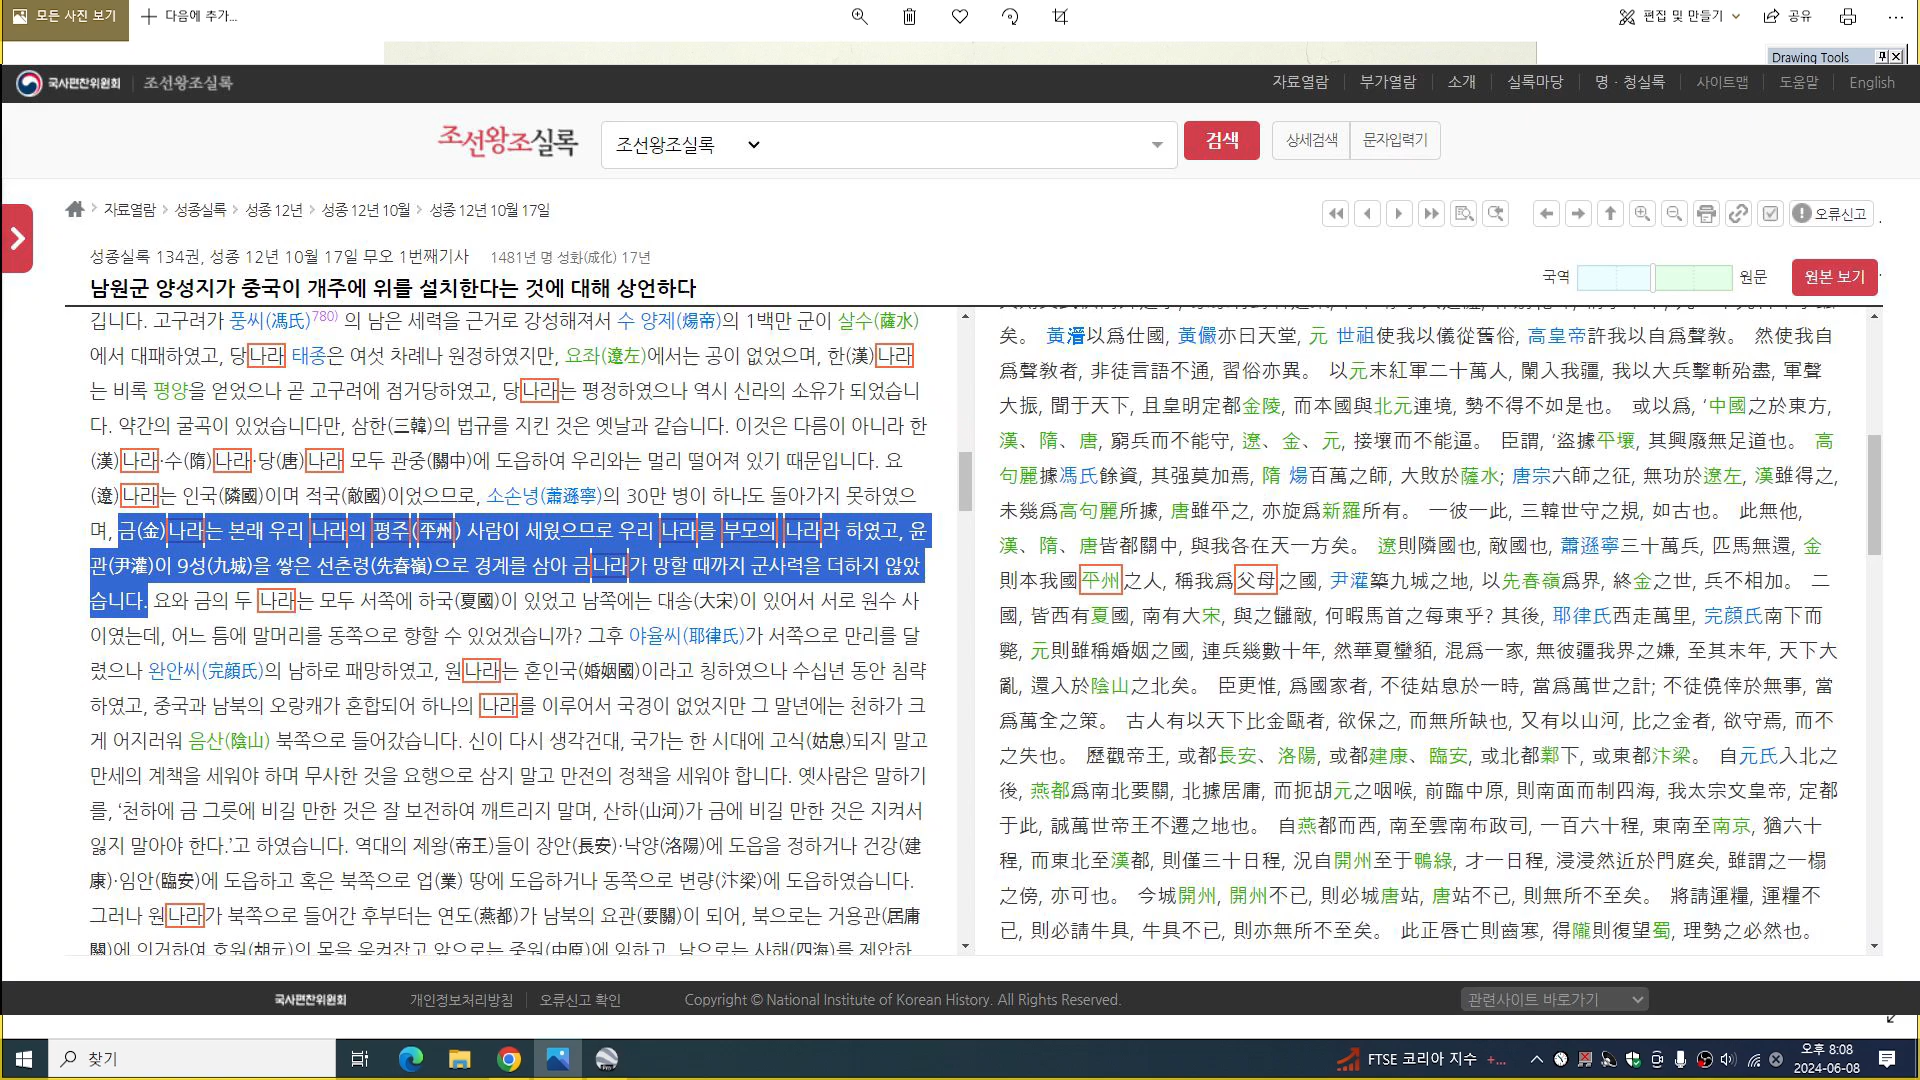 모든 사진 보기
다음에 추가...
편집 및 만들기
공유
Drawing Tools
국사편찬위원회
조선왕조실록
자료열람
부가열람
소개
실록마당
명·청실록
사이트맵
도움말
English
조선왕조실록
조선왕조실록
검색
상세검색
문자입력기
자료열람 > 성종실록 > 성종 12년 > 성종 12년 10월 > 성종 12년 10월 17일
오류신고
성종실록 134권, 성종 12년 10월 17일 무오 1번째기사 1481년 명 성화(成化) 17년
남원군 양성지가 중국이 개주에 위를 설치한다는 것에 대해 상언하다
국역
원문
원본 보기
깁니다. 고구려가 풍씨(馮氏)780) 의 남은 세력을 근거로 강성해져서 수 양제(煬帝)의 1백만 군이 살수(薩水)
에서 대패하였고, 당나라 태종은 여섯 차례나 원정하였지만, 요좌(遼左)에서는 공이 없었으며, 한(漢)나라
는 비록 평양을 얻었으나 곧 고구려에 점거당하였고, 당나라는 평정하였으나 역시 신라의 소유가 되었습니
다. 약간의 굴곡이 있었습니다만, 삼한(三韓)의 법규를 지킨 것은 옛날과 같습니다. 이것은 다름이 아니라 한
(漢)나라·수(隋)나라·당(唐)나라 모두 관중(關中)에 도읍하여 우리와는 멀리 떨어져 있기 때문입니다. 요
(遼)나라는 인국(隣國)이며 적국(敵國)이었으므로, 소손녕(蕭遜寧)의 30만 병이 하나도 돌아가지 못하였으
며, 금(金)나라는 본래 우리 나라의 평주(平州) 사람이 세웠으므로 우리 나라를 부모의 나라라 하였고, 윤
관(尹灌)이 9성(九城)을 쌓은 선춘령(先春嶺)으로 경계를 삼아 금나라가 망할 때까지 군사력을 더하지 않았
습니다. 요와 금의 두 나라는 모두 서쪽에 하국(夏國)이 있었고 남쪽에는 대송(大宋)이 있어서 서로 원수 사
이였는데, 어느 틈에 말머리를 동쪽으로 향할 수 있었겠습니까? 그후 야율씨(耶律氏)가 서쪽으로 만리를 달
렸으나 완안씨(完顔氏)의 남하로 패망하였고, 원나라는 혼인국(婚姻國)이라고 칭하였으나 수십년 동안 침략
하였고, 중국과 남북의 오랑캐가 혼합되어 하나의 나라를 이루어서 국경이 없었지만 그 말년에는 천하가 크
게 어지러워 음산(陰山) 북쪽으로 들어갔습니다. 신이 다시 생각건대, 국가는 한 시대에 고식(姑息)되지 말고
만세의 계책을 세워야 하며 무사한 것을 요행으로 삼지 말고 만전의 정책을 세워야 합니다. 옛사람은 말하기
를, ‘천하에 금 그릇에 비길 만한 것은 잘 보전하여 깨트리지 말며, 산하(山河)가 금에 비길 만한 것은 지켜서
잃지 말아야 한다.’고 하였습니다. 역대의 제왕(帝王)들이 장안(長安)·낙양(洛陽)에 도읍을 정하거나 건강(建
康)·임안(臨安)에 도읍하고 혹은 북쪽으로 업(業) 땅에 도읍하거나 동쪽으로 변량(汴梁)에 도읍하였습니다.
그러나 원나라가 북쪽으로 들어간 후부터는 연도(燕都)가 남북의 요관(要關)이 되어, 북으로는 거용관(居庸
關)에 의거하여 호원(胡元)의 목을 움켜잡고 앞으로는 중원(中原)에 임하고, 남으로는 사해(四海)를 제압하
矣。 黃溍以爲仕國, 黃儼亦曰天堂, 元 世祖使我以儀從舊俗, 高皇帝許我以自爲聲敎。 然使我自
爲聲敎者, 非徒言語不通, 習俗亦異。 以元末紅軍二十萬人, 闌入我疆, 我以大兵擊斬殆盡, 軍聲
大振, 聞于天下, 且皇明定都金陵, 而本國與北元連境, 勢不得不如是也。 或以爲, ‘中國之於東方,
漢、隋、唐, 窮兵而不能守, 遼、金、元, 接壤而不能逼。 臣謂, ‘盜據平壤, 其興廢無足道也。 高
句麗據馮氏餘資, 其强莫加焉, 隋 煬百萬之師, 大敗於薩水; 唐宗六師之征, 無功於遼左, 漢雖得之,
未幾爲高句麗所據, 唐雖平之, 亦旋爲新羅所有。 一彼一此, 三韓世守之規, 如古也。 此無他,
漢、隋、唐皆都關中, 與我各在天一方矣。 遼則隣國也, 敵國也, 蕭遜寧三十萬兵, 匹馬無還, 金
則本我國平州之人, 稱我爲父母之國, 尹灌築九城之地, 以先春嶺爲界, 終金之世, 兵不相加。 二
國, 皆西有夏國, 南有大宋, 與之讎敵, 何暇馬首之每東乎? 其後, 耶律氏西走萬里, 完顔氏南下而
斃, 元則雖稱婚姻之國, 連兵幾數十年, 然華夏蠻貊, 混爲一家, 無彼疆我界之嫌, 至其末年, 天下大
亂, 還入於陰山之北矣。 臣更惟, 爲國家者, 不徒姑息於一時, 當爲萬世之計; 不徒僥倖於無事, 當
爲萬全之策。 古人有以天下比金甌者, 欲保之, 而無所缺也, 又有以山河, 比之金者, 欲守焉, 而不
之失也。 歷觀帝王, 或都長安、洛陽, 或都建康、臨安, 或北都鄴下, 或東都汴梁。 自元氏入北之
後, 燕都爲南北要關, 北據居庸, 而扼胡元之咽喉, 前臨中原, 則南面而制四海, 我太宗文皇帝, 定都
于此, 誠萬世帝王不遷之地也。 自燕都而西, 南至雲南布政司, 一百六十程, 東南至南京, 猶六十
程, 而東北至漢都, 則僅三十日程, 況自開州至于鴨綠, 才一日程, 浸浸然近於門庭矣, 雖謂之一榻
之傍, 亦可也。 今城開州, 開州不已, 則必城唐站, 唐站不已, 則無所不至矣。 將請運糧, 運糧不
已, 則必請牛具, 牛具不已, 則亦無所不至矣。 此正唇亡則齒寒, 得隴則復望蜀, 理勢之必然也。
국사편찬위원회
개인정보처리방침
오류신고 확인
Copyright © National Institute of Korean History. All Rights Reserved.
관련사이트 바로가기
찾기
FTSE 코리아 지수 +...
오후 8:08
2024-06-08